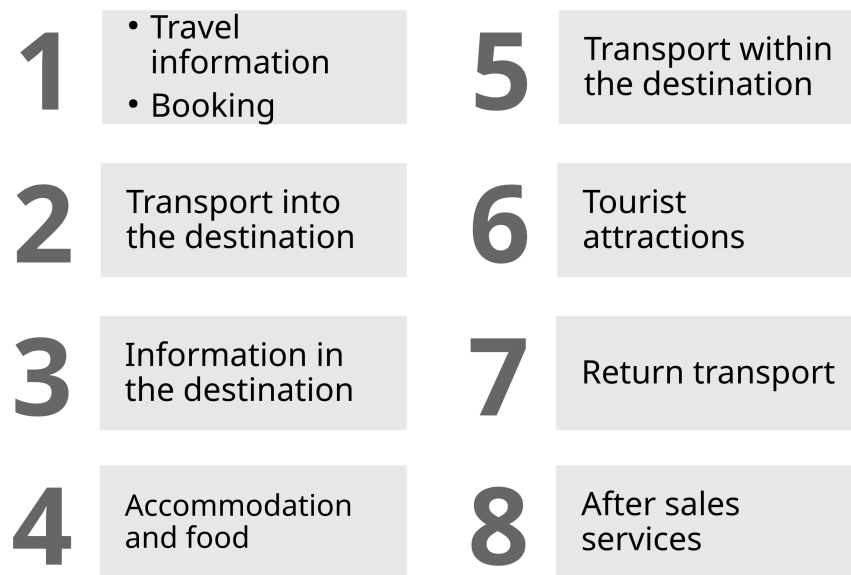 1
• Travel
information
• Booking
2
Transport into
the destination
3
Information in
the destination
4
Accommodation
and food
5
Transport within
the destination
6
Tourist
attractions
7
Return transport
8
After sales
services